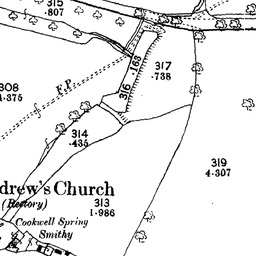 315
.807
317
.738
316 .163
308
4.375
F.P.
314
.435
319
4.307
drew's Church
(Rectory)
313
1.986
Cookwell Spring
Smithy